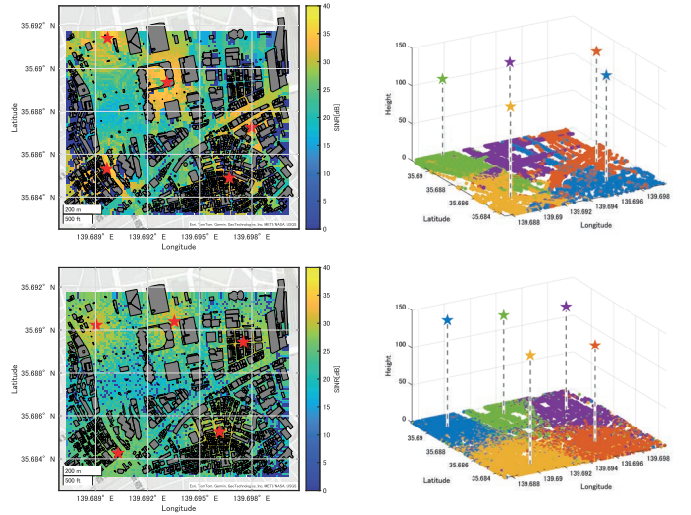 35.692° N
35.69° N
35.688° N
35.686° N
35.684° N
Latitude
200 m
500 ft
Esri, TomTom, Garmin, GeoTechnologies, Inc, METI/NASA, USGS
139.689° E
139.692° E
139.695° E
139.698° E
Longitude
40
35
30
25
20
15
10
5
0
SINR[dB]
150
100
50
0
Height
35.69
35.688
35.686
35.684
Latitude
139.688
139.69
139.692
139.694
139.696
139.698
Longitude
35.692° N
35.69° N
35.688° N
35.686° N
35.684° N
Latitude
200 m
500 ft
Esri, TomTom, Garmin, GeoTechnologies, Inc, METI/NASA, USGS
139.689° E
139.692° E
139.695° E
139.698° E
Longitude
40
35
30
25
20
15
10
5
0
SINR[dB]
150
100
50
0
Height
35.69
35.688
35.686
35.684
Latitude
139.688
139.69
139.692
139.694
139.696
139.698
Longitude